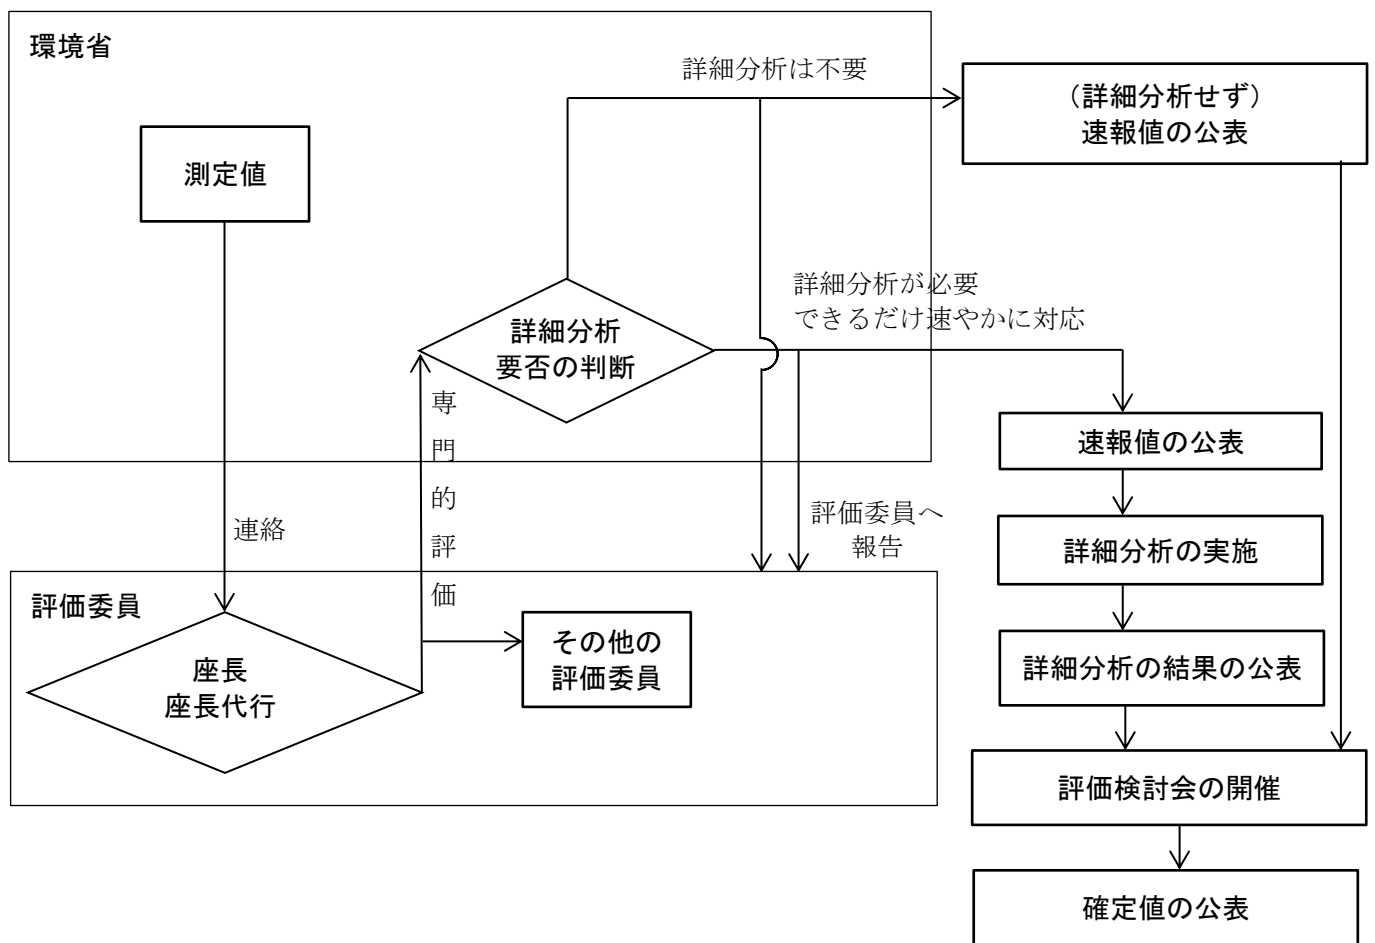 環境省
詳細分析は不要
（詳細分析せず）
速報値の公表
測定値
詳細分析が必要
できるだけ速やかに対応
詳細分析
要否の判断
専門的評価
速報値の公表
連絡
評価委員へ
報告
詳細分析の実施
評価委員
その他の
評価委員
座長
座長代行
詳細分析の結果の公表
評価検討会の開催
確定値の公表